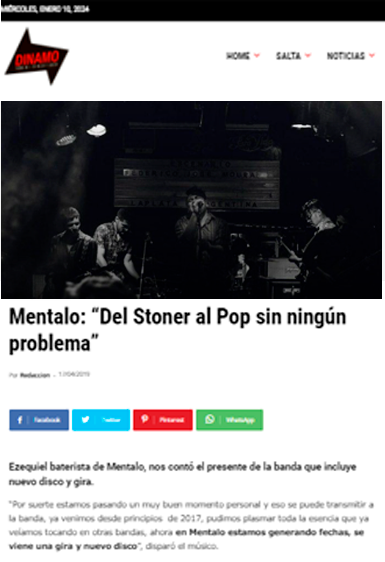 MIÉRCOLES, ENERO 10, 2024
DINAMO
HOME
SALTA
NOTICIAS
Mentalo: “Del Stoner al Pop sin ningún
problema”
Por Redaccion - 17/04/2019
Facebook
Twitter
Pinterest
WhatsApp
Ezequiel baterista de Mentalo, nos contó el presente de la banda que incluye
nuevo disco y gira.
“Por suerte estamos pasando un muy buen momento personal y eso se puede transmitir a
la banda, ya venimos desde principios de 2017, pudimos plasmar toda la esencia que ya
veíamos tocando en otras bandas, ahora en Mentalo estamos generando fechas, se
viene una gira y nuevo disco”, disparó el músico.